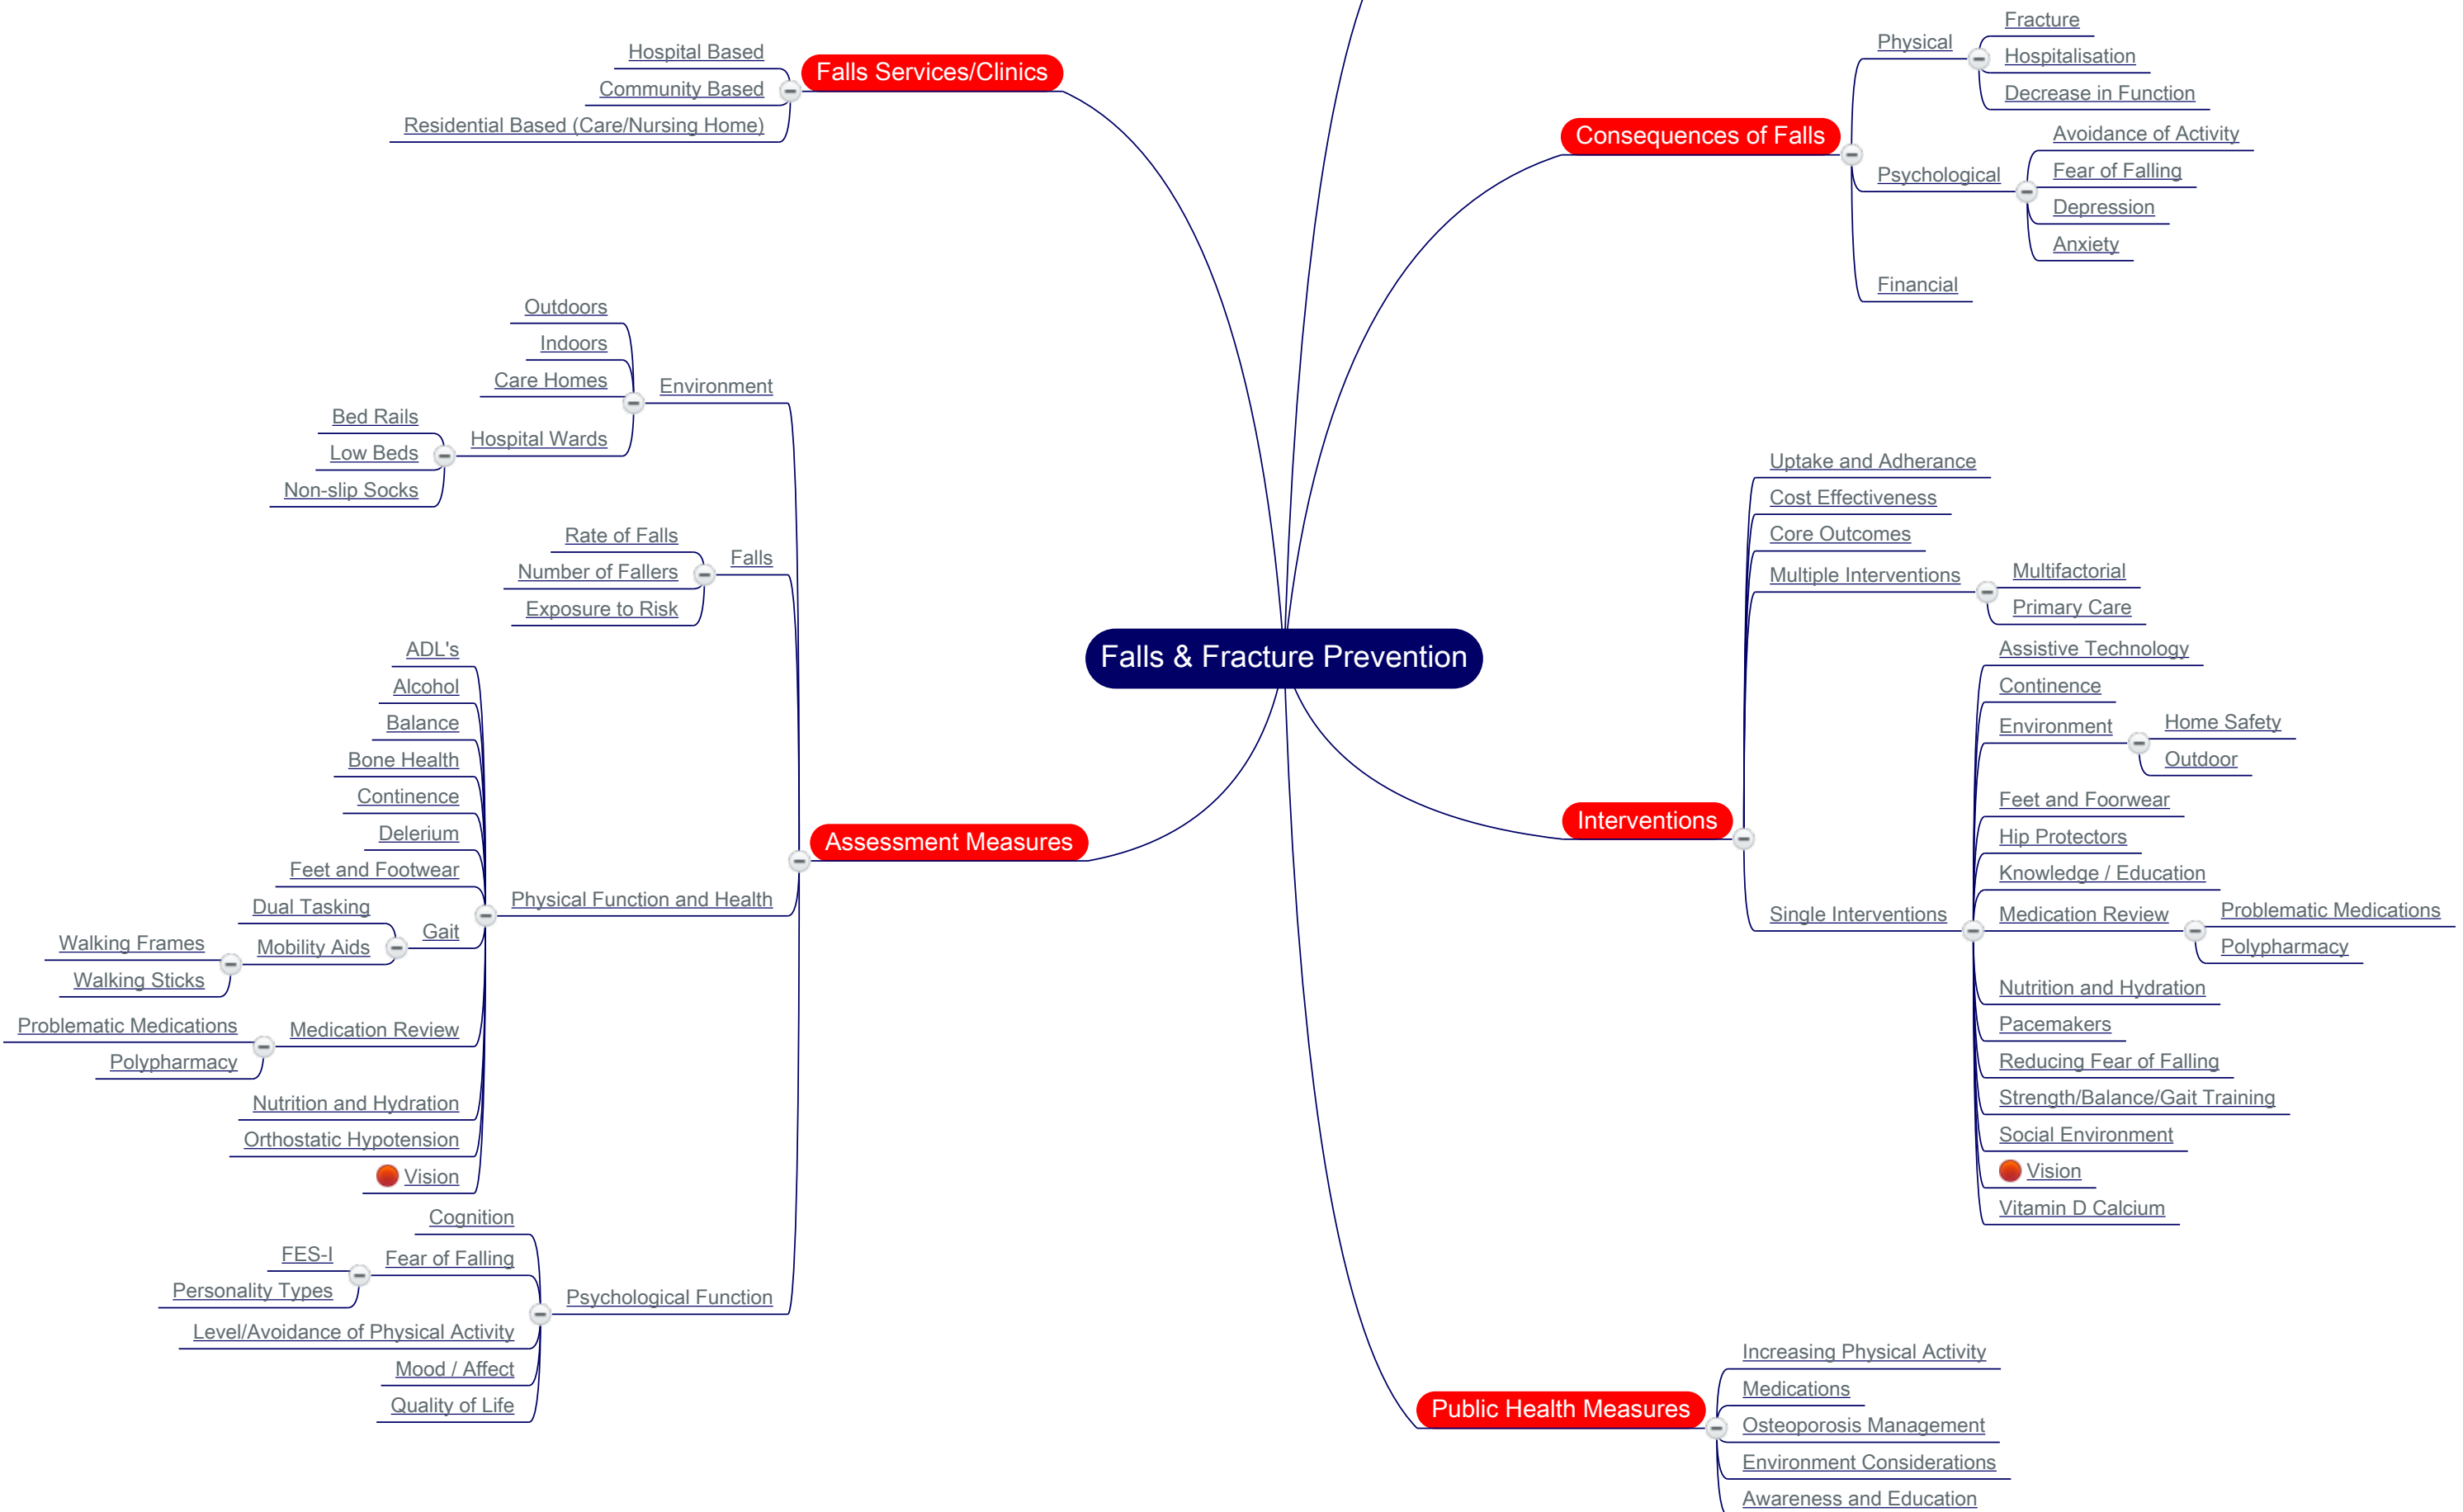 Falls & Fracture Prevention
Falls Services/Clinics
Hospital Based
Community Based
Residential Based (Care/Nursing Home)
Assessment Measures
Environment
Outdoors
Indoors
Care Homes
Hospital Wards
Bed Rails
Low Beds
Non-slip Socks
Falls
Rate of Falls
Number of Fallers
Exposure to Risk
Physical Function and Health
ADL's
Alcohol
Balance
Bone Health
Continence
Delerium
Feet and Footwear
Gait
Dual Tasking
Mobility Aids
Walking Frames
Walking Sticks
Medication Review
Problematic Medications
Polypharmacy
Nutrition and Hydration
Orthostatic Hypotension
Vision
Psychological Function
Cognition
Fear of Falling
FES-I
Personality Types
Level/Avoidance of Physical Activity
Mood / Affect
Quality of Life
Consequences of Falls
Physical
Fracture
Hospitalisation
Decrease in Function
Psychological
Avoidance of Activity
Fear of Falling
Depression
Anxiety
Financial
Interventions
Uptake and Adherance
Cost Effectiveness
Core Outcomes
Multiple Interventions
Multifactorial
Primary Care
Single Interventions
Assistive Technology
Continence
Environment
Home Safety
Outdoor
Feet and Foorwear
Hip Protectors
Knowledge / Education
Medication Review
Problematic Medications
Polypharmacy
Nutrition and Hydration
Pacemakers
Reducing Fear of Falling
Strength/Balance/Gait Training
Social Environment
Vision
Vitamin D Calcium
Public Health Measures
Increasing Physical Activity
Medications
Osteoporosis Management
Environment Considerations
Awareness and Education